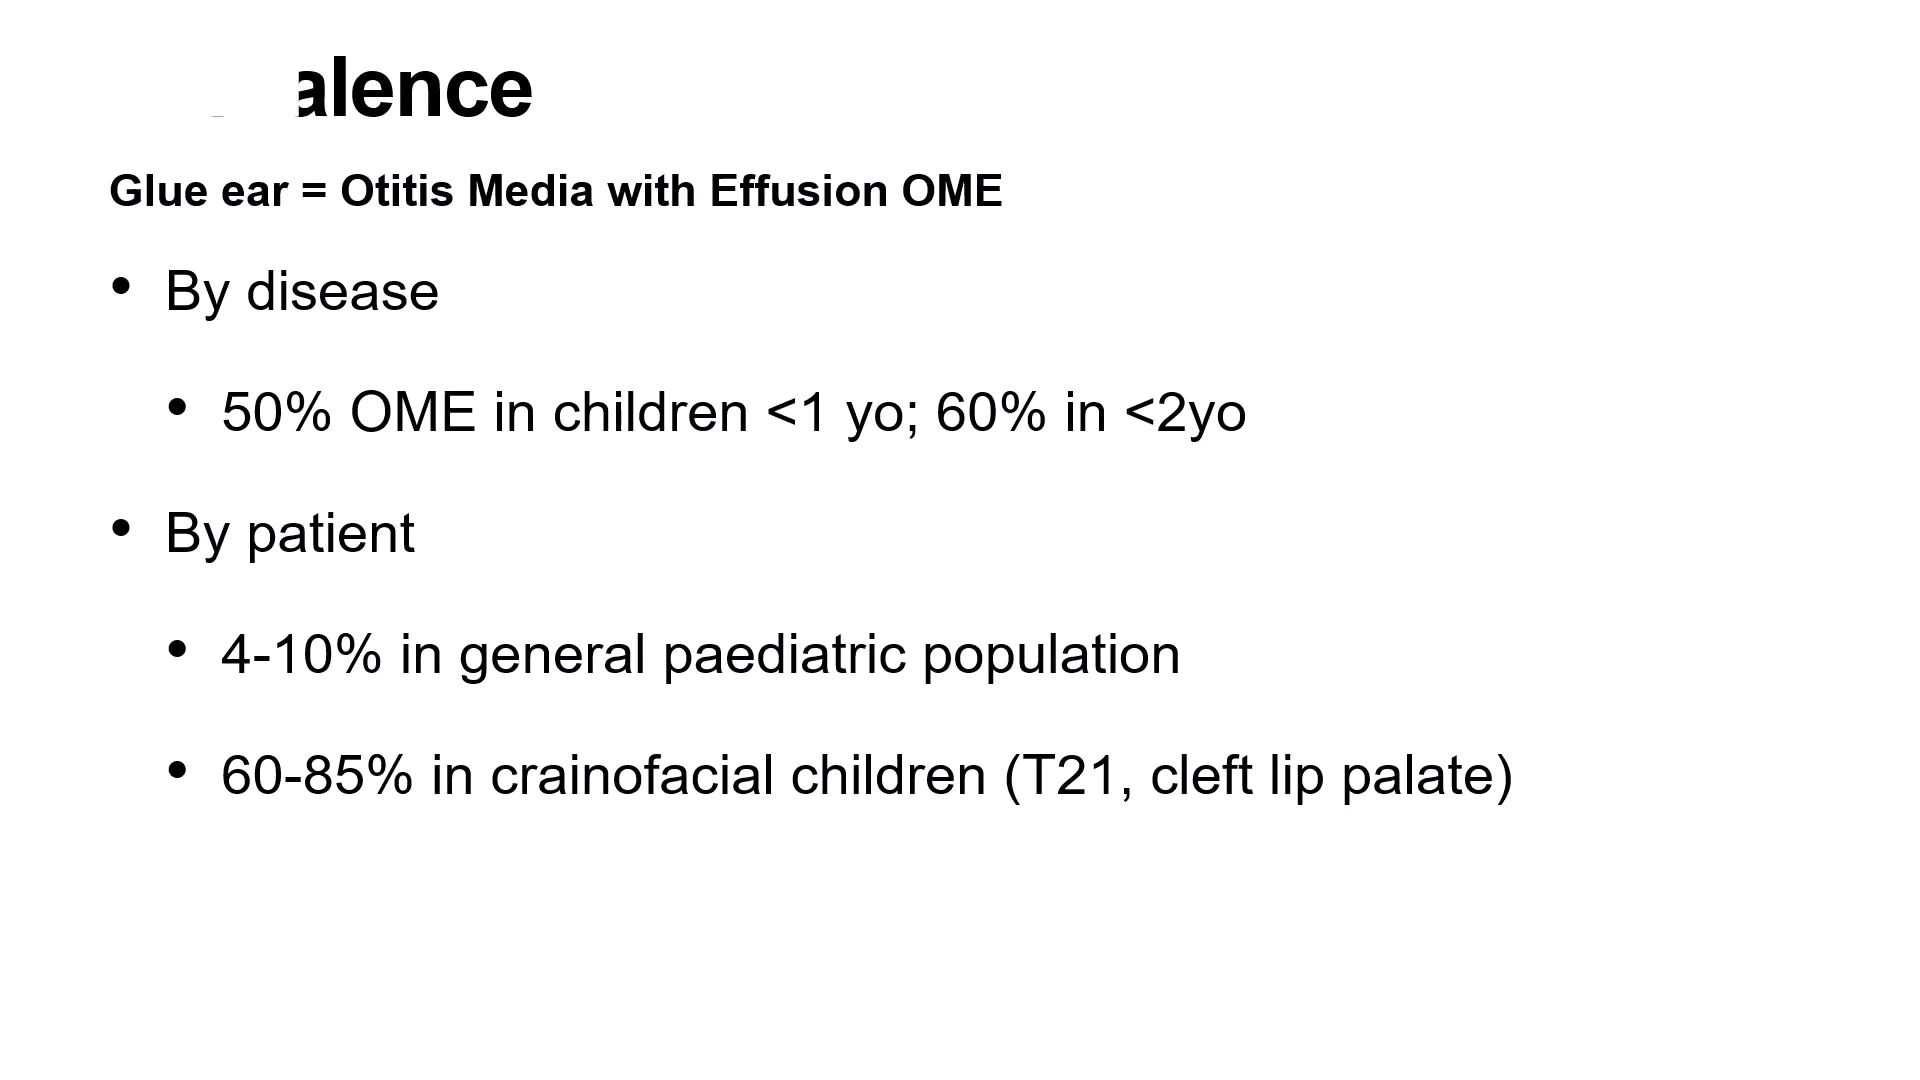 alence
Glue ear = Otitis Media with Effusion OME
• By disease
• 50% OME in children <1 yo; 60% in <2yo
• By patient
• 4-10% in general paediatric population
• 60-85% in crainofacial children (T21, cleft lip palate)